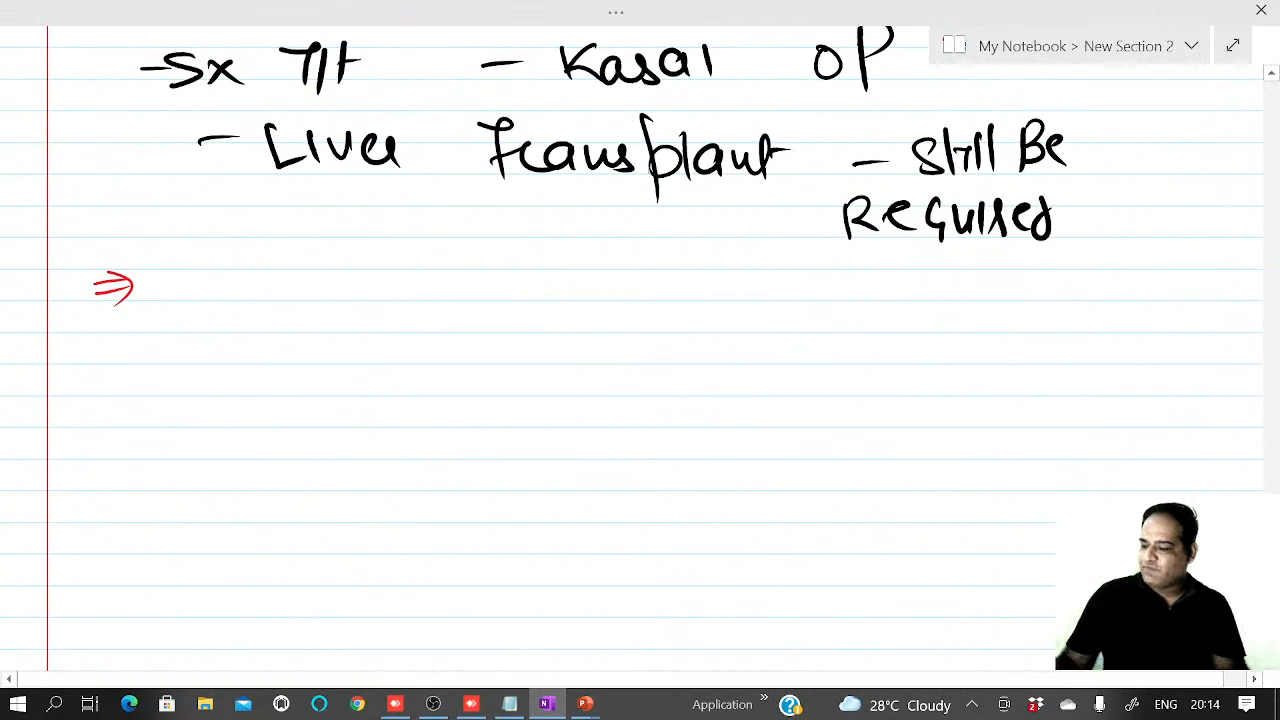 ...
My Notebook > New Section 2
-Sx T/t - Kasai OP
- Liver Transplant - Still Be
Required
⇒
Application
»
28°C Cloudy
2
ENG
20:14